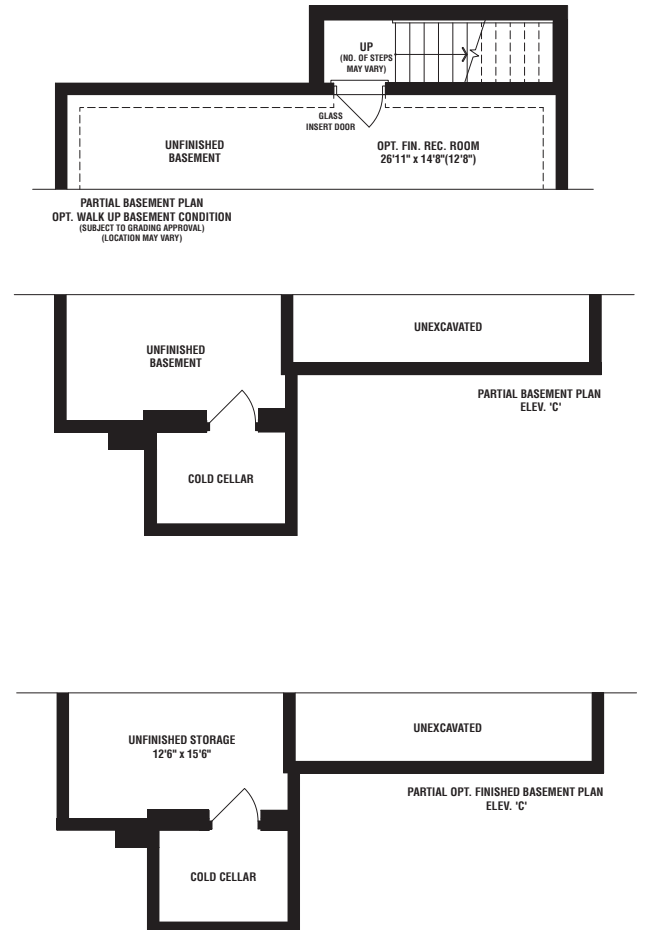 UP
(NO. OF STEPS
MAY VARY)
GLASS
INSERT DOOR
UNFINISHED
BASEMENT
OPT. FIN. REC. ROOM
26'11" x 14'8"(12'8")
PARTIAL BASEMENT PLAN
OPT. WALK UP BASEMENT CONDITION
(SUBJECT TO GRADING APPROVAL)
(LOCATION MAY VARY)
UNFINISHED
BASEMENT
UNEXCAVATED
PARTIAL BASEMENT PLAN
ELEV. 'C'
COLD CELLAR
UNFINISHED STORAGE
12'6" x 15'6"
UNEXCAVATED
PARTIAL OPT. FINISHED BASEMENT PLAN
ELEV. 'C'
COLD CELLAR